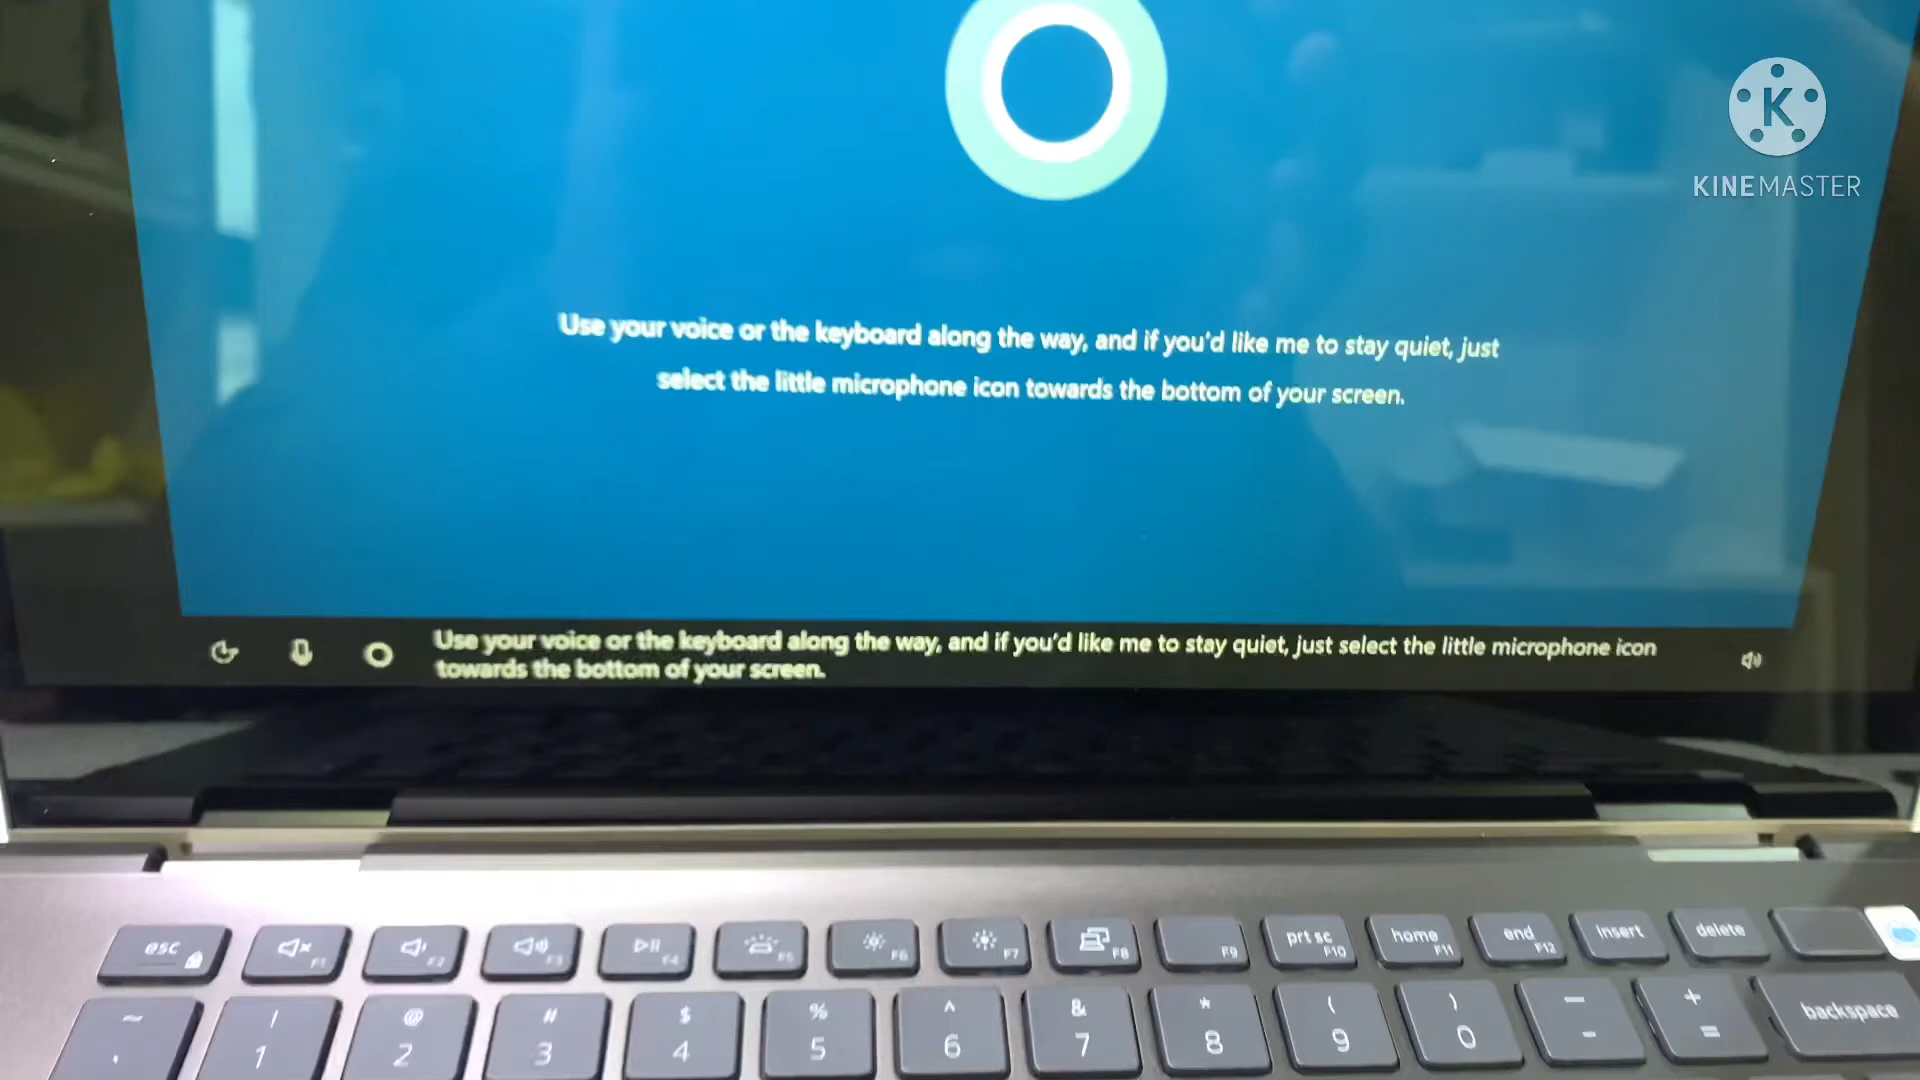 K
KINEMASTER
Use your voice or the keyboard along the way, and if you'd like me to stay quiet, just
select the little microphone icon towards the bottom of your screen.
Use your voice or the keyboard along the way, and if you'd like me to stay quiet, just select the little microphone icon
towards the bottom of your screen.
esc F1 F2 F3 F4 F5 F6 F7 F8 F9 prt sc F10 home F11 end F12 insert delete
~ ! @ # $ % ^ & * ( ) — +
` 1 2 3 4 5 6 7 8 9 0 - = backspace